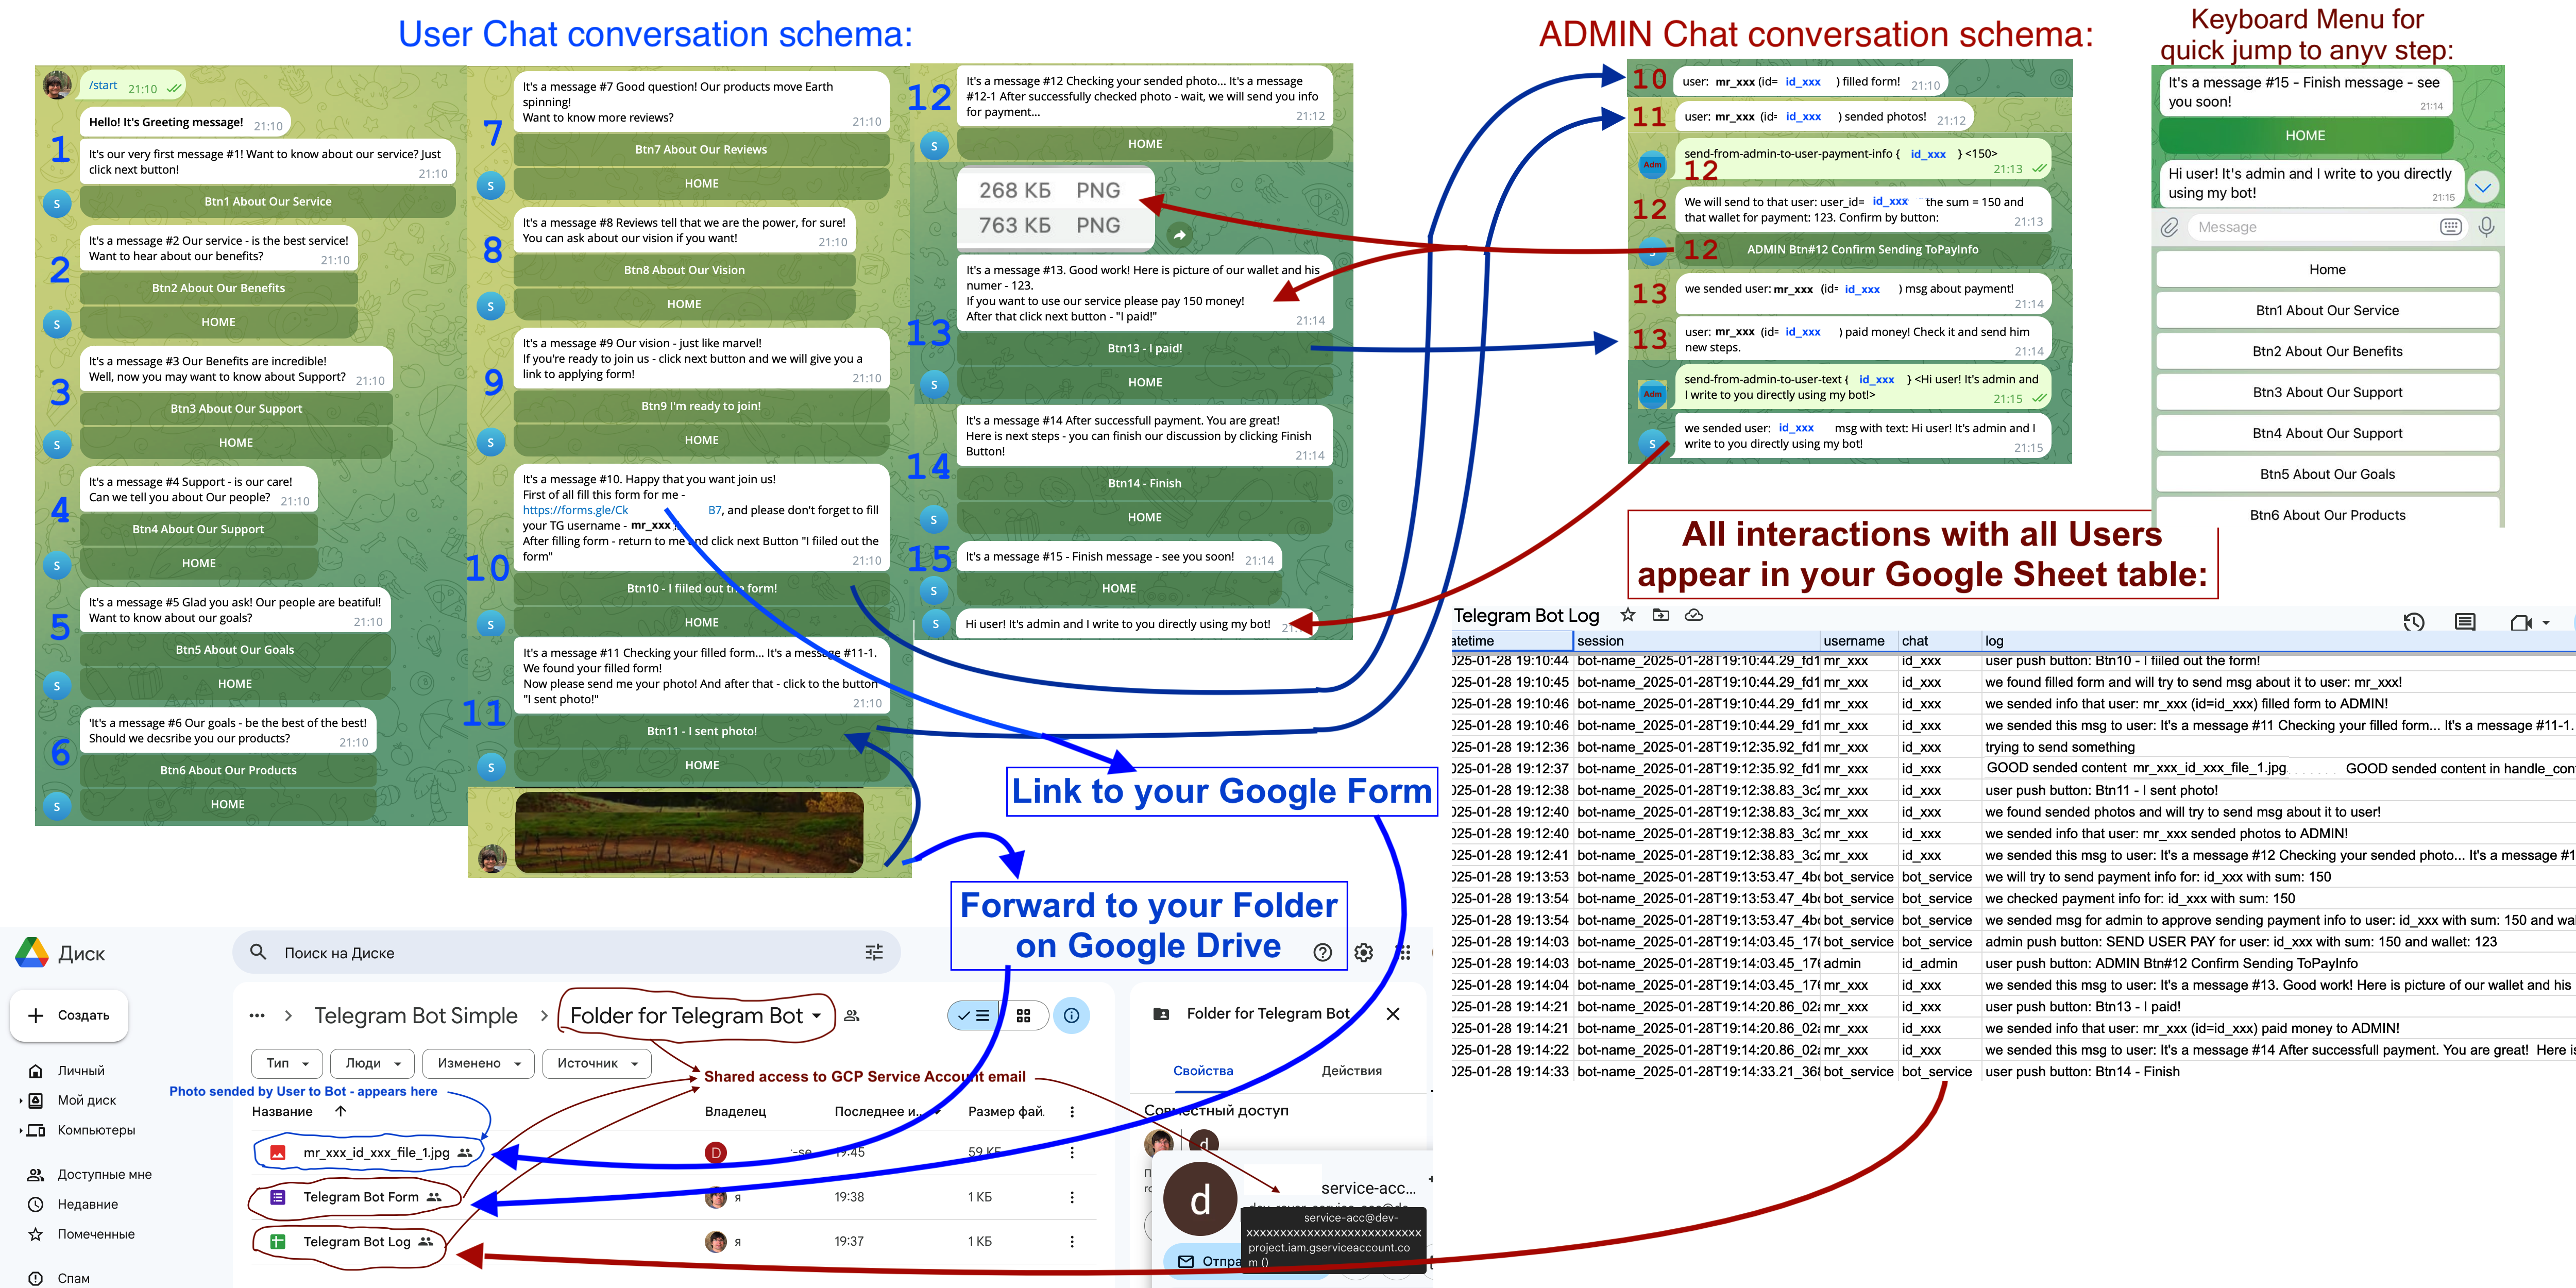 User Chat conversation schema:
/start 21:10
Hello! It's Greeting message! 21:10
1
It's our very first message #1! Want to know about our service? Just
click next button! 21:10
S
Btn1 About Our Service
2
It's a message #2 Our service - is the best service!
Want to hear about our benefits? 21:10
Btn2 About Our Benefits
S
HOME
3
It's a message #3 Our Benefits are incredible!
Well, now you may want to know about Support? 21:10
Btn3 About Our Support
S
HOME
4
It's a message #4 Support - is our care!
Can we tell you about Our people? 21:10
Btn4 About Our Support
S
HOME
5
It's a message #5 Glad you ask! Our people are beatiful!
Want to know about our goals? 21:10
Btn5 About Our Goals
S
HOME
6
'It's a message #6 Our goals - be the best of the best!
Should we decsribe you our products? 21:10
Btn6 About Our Products
S
HOME
7
It's a message #7 Good question! Our products move Earth
spinning!
Want to know more reviews? 21:10
Btn7 About Our Reviews
S
HOME
8
It's a message #8 Reviews tell that we are the power, for sure!
You can ask about our vision if you want! 21:10
Btn8 About Our Vision
S
HOME
9
It's a message #9 Our vision - just like marvel!
If you're ready to join us - click next button and we will give you a
link to applying form! 21:10
Btn9 I'm ready to join!
S
HOME
10
It's a message #10. Happy that you want join us!
First of all fill this form for me -
https://forms.gle/Ck B7, and please don't forget to fill
your TG username - mr_xxx !
After filling form - return to me and click next Button "I fiiled out the
form" 21:10
Btn10 - I fiiled out the form!
S
HOME
11
It's a message #11 Checking your filled form... It's a message #11-1.
We found your filled form!
Now please send me your photo! And after that - click to the button
"I sent photo!" 21:10
Btn11 - I sent photo!
S
HOME
12
It's a message #12 Checking your sended photo... It's a message
#12-1 After successfully checked photo - wait, we will send you info
for payment... 21:12
S
HOME
268 КБ PNG
763 КБ PNG
13
It's a message #13. Good work! Here is picture of our wallet and his
numer - 123.
If you want to use our service please pay 150 money!
After that click next button - "I paid!" 21:14
Btn13 - I paid!
S
HOME
14
It's a message #14 After successfull payment. You are great!
Here is next steps - you can finish our discussion by clicking Finish
Button! 21:14
Btn14 - Finish
S
HOME
15
It's a message #15 - Finish message - see you soon! 21:14
S
HOME
S
Hi user! It's admin and I write to you directly using my bot!
ADMIN Chat conversation schema:
10 user: mr_xxx (id= id_xxx ) filled form! 21:10
11 user: mr_xxx (id- id_xxx ) sended photos! 21:12
Adm
send-from-admin-to-user-payment-info { id_xxx } <150>
12 21:13
12
We will send to that user: user_id= id_xxx the sum = 150 and
that wallet for payment: 123. Confirm by button: 21:13
12 ADMIN Btn#12 Confirm Sending ToPayInfo
13 we sended user: mr_xxx (id= id_xxx ) msg about payment!
21:14
13 user: mr_xxx (id= id_xxx ) paid money! Check it and send him
new steps. 21:14
Adm
send-from-admin-to-user-text { id_xxx } <Hi user! It's admin and
I write to you directly using my bot!> 21:15
we sended user: id_xxx msg with text: Hi user! It's admin and I
write to you directly using my bot! 21:15
S
Keyboard Menu for
quick jump to anyv step:
It's a message #15 - Finish message - see
you soon! 21:14
HOME
Hi user! It's admin and I write to you directly
using my bot! 21:15
Message
Home
Btn1 About Our Service
Btn2 About Our Benefits
Btn3 About Our Support
Btn4 About Our Support
Btn5 About Our Goals
Btn6 About Our Products
All interactions with all Users
appear in your Google Sheet table:
Telegram Bot Log
atetime session username chat log
025-01-28 19:10:44 bot-name_2025-01-28T19:10:44.29_fd1 mr_xxx id_xxx user push button: Btn10 - I fiiled out the form!
025-01-28 19:10:45 bot-name_2025-01-28T19:10:44.29_fd1 mr_xxx id_xxx we found filled form and will try to send msg about it to user: mr_xxx!
025-01-28 19:10:46 bot-name_2025-01-28T19:10:44.29_fd1 mr_xxx id_xxx we sended info that user: mr_xxx (id=id_xxx) filled form to ADMIN!
025-01-28 19:10:46 bot-name_2025-01-28T19:10:44.29_fd1 mr_xxx id_xxx we sended this msg to user: It's a message #11 Checking your filled form... It's a message #11-1.
025-01-28 19:12:36 bot-name_2025-01-28T19:12:35.92_fd1 mr_xxx id_xxx trying to send something
025-01-28 19:12:37 bot-name_2025-01-28T19:12:35.92_fd1 mr_xxx id_xxx GOOD sended content mr_xxx_id_xxx_file_1.jpg GOOD sended content in handle_con
025-01-28 19:12:38 bot-name_2025-01-28T19:12:38.83_3c2 mr_xxx id_xxx user push button: Btn11 - I sent photo!
025-01-28 19:12:40 bot-name_2025-01-28T19:12:38.83_3c2 mr_xxx id_xxx we found sended photos and will try to send msg about it to user!
025-01-28 19:12:40 bot-name_2025-01-28T19:12:38.83_3c2 mr_xxx id_xxx we sended info that user: mr_xxx sended photos to ADMIN!
025-01-28 19:12:41 bot-name_2025-01-28T19:12:38.83_3c2 mr_xxx id_xxx we sended this msg to user: It's a message #12 Checking your sended photo... It's a message #1
025-01-28 19:13:53 bot-name_2025-01-28T19:13:53.47_4b bot_service bot_service we will try to send payment info for: id_xxx with sum: 150
025-01-28 19:13:54 bot-name_2025-01-28T19:13:53.47_4b bot_service bot_service we checked payment info for: id_xxx with sum: 150
025-01-28 19:13:54 bot-name_2025-01-28T19:13:53.47_4b bot_service bot_service we sended msg for admin to approve sending payment info to user: id_xxx with sum: 150 and wal
025-01-28 19:14:03 bot-name_2025-01-28T19:14:03.45_17 bot_service bot_service admin push button: SEND USER PAY for user: id_xxx with sum: 150 and wallet: 123
025-01-28 19:14:03 bot-name_2025-01-28T19:14:03.45_17 admin id_admin user push button: ADMIN Btn#12 Confirm Sending ToPayInfo
025-01-28 19:14:04 bot-name_2025-01-28T19:14:03.45_17 mr_xxx id_xxx we sended this msg to user: It's a message #13. Good work! Here is picture of our wallet and his
025-01-28 19:14:21 bot-name_2025-01-28T19:14:20.86_02 mr_xxx id_xxx user push button: Btn13 - I paid!
025-01-28 19:14:21 bot-name_2025-01-28T19:14:20.86_02 mr_xxx id_xxx we sended info that user: mr_xxx (id=id_xxx) paid money to ADMIN!
025-01-28 19:14:22 bot-name_2025-01-28T19:14:20.86_02 mr_xxx id_xxx we sended this msg to user: It's a message #14 After successfull payment. You are great! Here is
025-01-28 19:14:33 bot-name_2025-01-28T19:14:33.21_36 bot_service bot_service user push button: Btn14 - Finish
Link to your Google Form
Forward to your Folder
on Google Drive
Диск
Поиск на Диске
Создать
Личный
Мой диск
Компьютеры
Доступные мне
Недавние
Помеченные
Спам
Telegram Bot Simple > Folder for Telegram Bot
Тип Люди Изменено Источник
Shared access to GCP Service Account email
Photo sended by User to Bot - appears here
Название Владелец Последнее и... Размер фай
mr_xxx_id_xxx_file_1.jpg D 19:45 59 КБ
Telegram Bot Form я 19:38 1 КБ
Telegram Bot Log я 19:37 1 КБ
Folder for Telegram Bot
Свойства Действия
Совместный доступ
d
d
service-acc...
service-acc@dev-
xxxxxxxxxxxxxxxxxxxxxxxxxx
project.iam.gserviceaccount.co
m ()